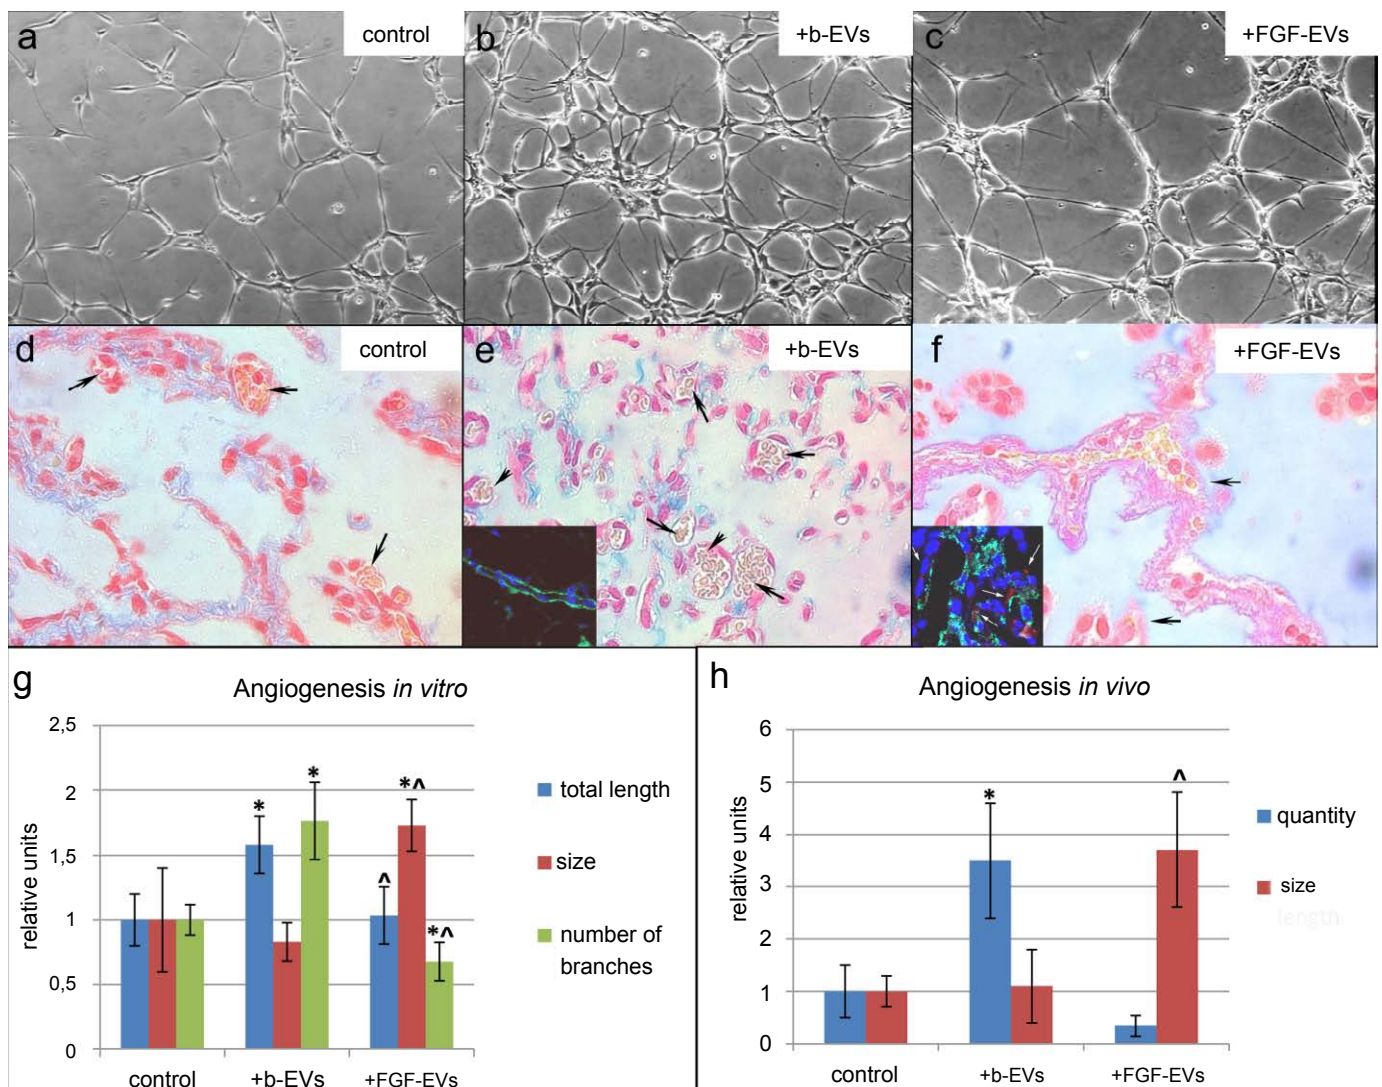 a
control
b
+b-EVs
c
+FGF-EVs
d
control
e
+b-EVs
f
+FGF-EVs
g
Angiogenesis in vitro
2,5
2
1,5
1
0,5
0
relative units
* * *^
^ *^
control +b-EVs +FGF-EVs
total length
size
number of
branches
h
Angiogenesis in vivo
6
5
4
3
2
1
0
relative units
* ^
control +b-EVs +FGF-EVs
quantity
size
length